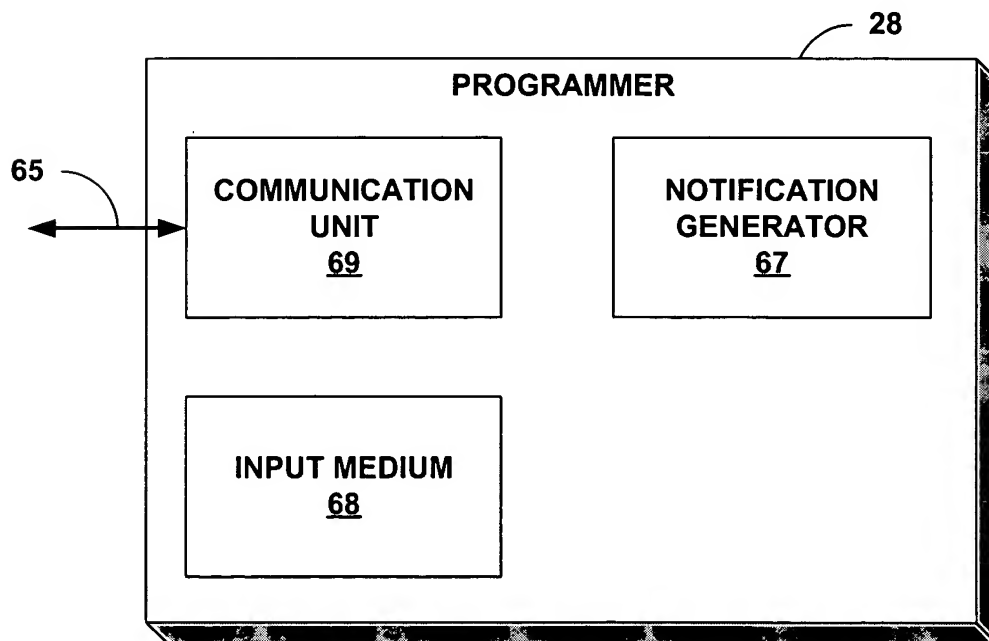 28
PROGRAMMER
65
COMMUNICATION
UNIT
69
NOTIFICATION
GENERATOR
67
INPUT MEDIUM
68